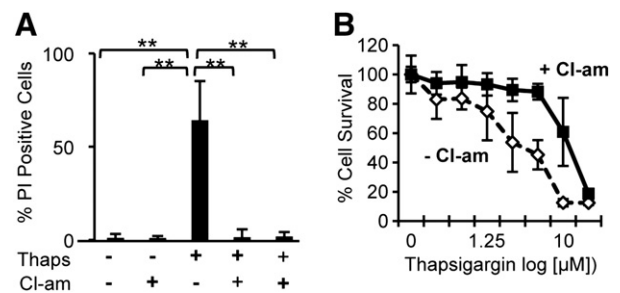 A
% PI Positive Cells
100
50
0
** **
** **
Thaps - - + + +
Cl-am - + - + +
B
% Cell Survival
120
100
80
60
40
20
0
+ Cl-am
- Cl-am
0 1.25 10
Thapsigargin log [µM])